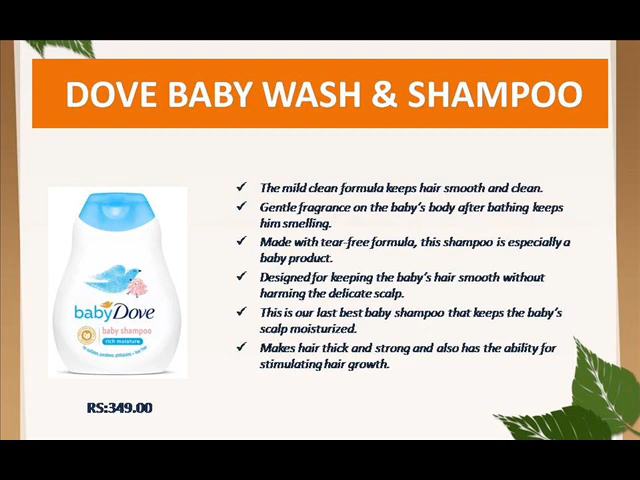 DOVE BABY WASH & SHAMPOO
The mild clean formula keeps hair smooth and clean.
Gentle fragrance on the baby's body after bathing keeps
him smelling.
Made with tear-free formula, this shampoo is especially a
baby product.
Designed for keeping the baby's hair smooth without
harming the delicate scalp.
This is our last best baby shampoo that keeps the baby's
scalp moisturized.
Makes hair thick and strong and also has the ability for
stimulating hair growth.
baby Dove
baby shampoo
rich moisture
RS:349.00